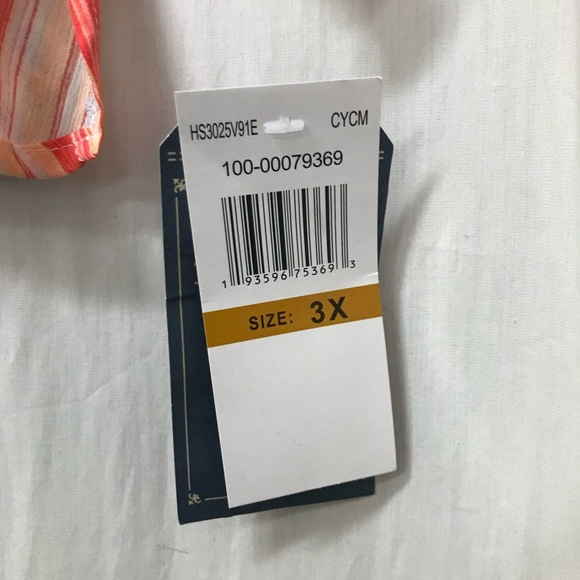 HS3025V91E CYCM
100-00079369
1 93596 75369 3
SIZE: 3X